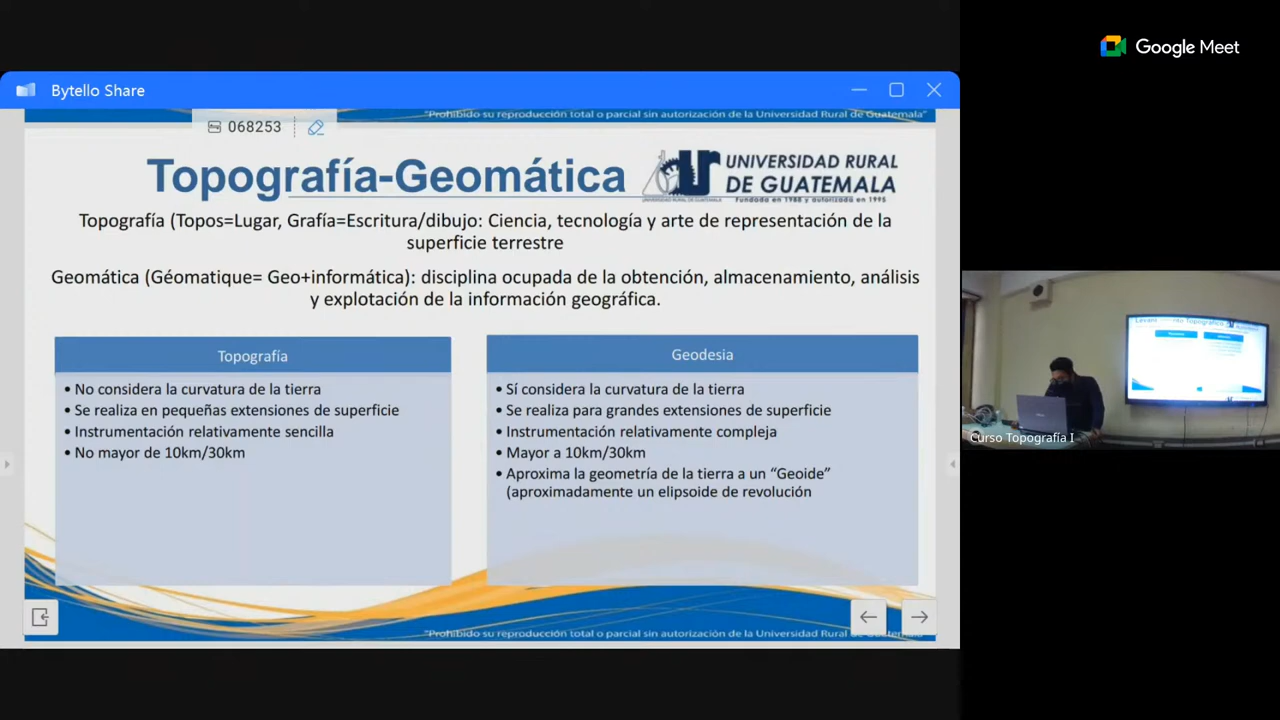 Google Meet
Bytello Share
"Prohibido su reproducción total o parcial sin autorización de la Universidad Rural de Guatemala"
068253
Topografía-Geomática
UNIVERSIDAD RURAL
DE GUATEMALA
Fundada en 1988 y autorizada en 1995
UNIVERSIDAD RURAL DE GUATEMALA
Topografía (Topos=Lugar, Grafía=Escritura/dibujo: Ciencia, tecnología y arte de representación de la
superficie terrestre
Geomática (Géomatique= Geo+informática): disciplina ocupada de la obtención, almacenamiento, análisis
y explotación de la información geográfica.
Topografía
• No considera la curvatura de la tierra
• Se realiza en pequeñas extensiones de superficie
• Instrumentación relativamente sencilla
• No mayor de 10km/30km
Geodesia
• Sí considera la curvatura de la tierra
• Se realiza para grandes extensiones de superficie
• Instrumentación relativamente compleja
• Mayor a 10km/30km
• Aproxima la geometría de la tierra a un “Geoide”
(aproximadamente un elipsoide de revolución
"Prohibido su reproducción total o parcial sin autorización de la Universidad Rural de Guatemala
Curso Topografía I